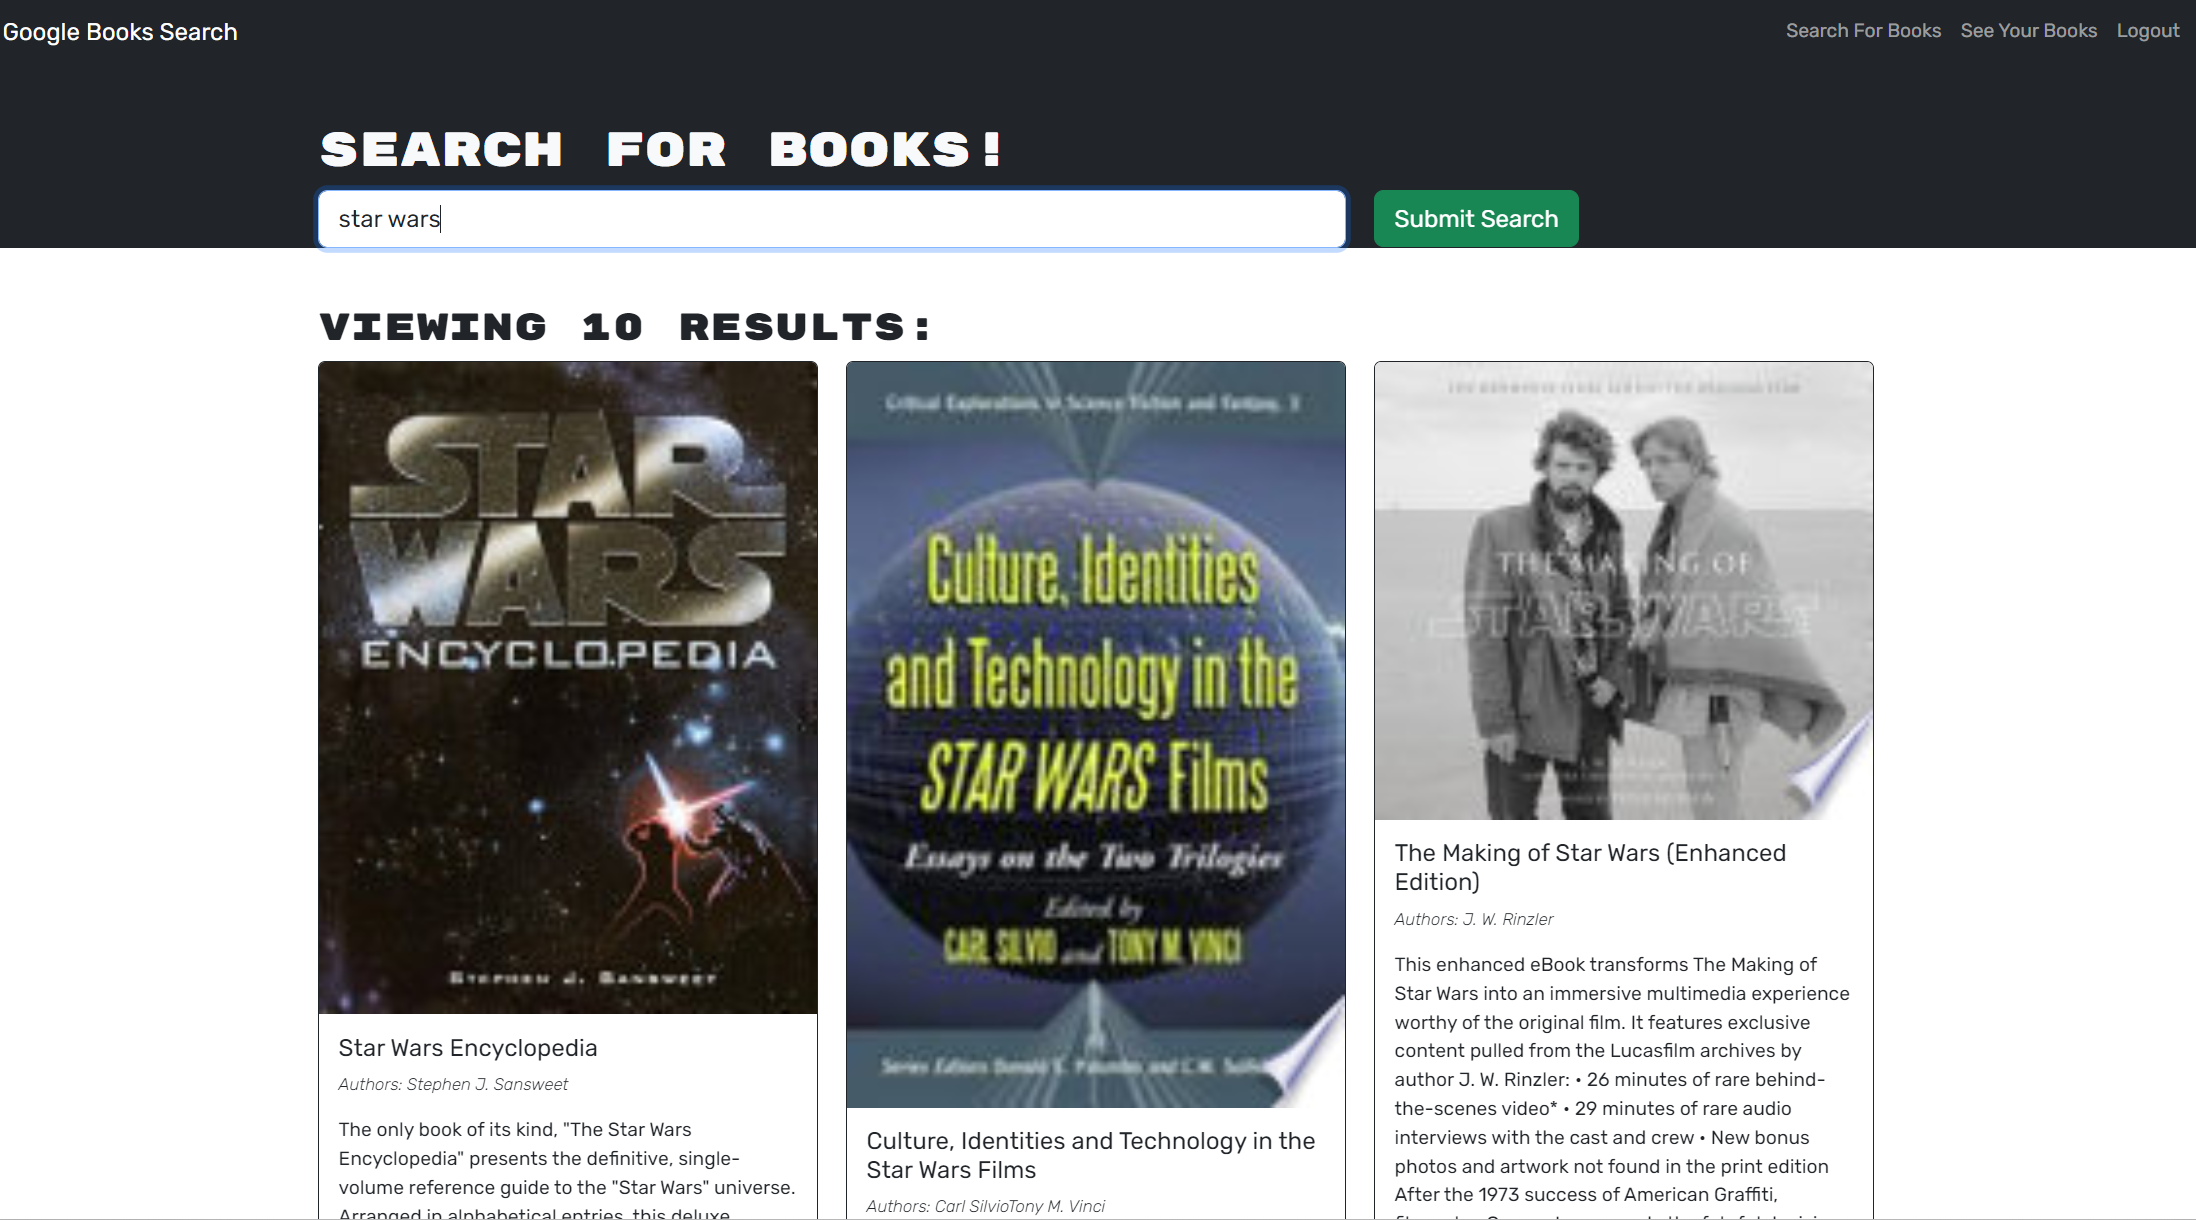 Google Books Search
Search For Books
See Your Books
Logout
SEARCH FOR BOOKS!
star wars
Submit Search
VIEWING 10 RESULTS:
STAR
WARS
ENCYCLOPEDIA
STEPHEN J. SANSWEET
Star Wars Encyclopedia
Authors: Stephen J. Sansweet
The only book of its kind, "The Star Wars
Encyclopedia" presents the definitive, single-
volume reference guide to the "Star Wars" universe.
Arranged in alphabetical entries, this deluxe
Critical Explorations in Science Fiction and Fantasy, 3
Culture, Identities
and Technology in the
STAR WARS Films
Essays on the Two Trilogies
Edited by
CARL SILVIO and TONY M. VINCI
Series Editors Donald E. Palumbo and C.W.
Culture, Identities and Technology in the
Star Wars Films
Authors: Carl SilvioTony M. Vinci
THE MAKING OF
STAR WARS
The Making of Star Wars (Enhanced
Edition)
Authors: J. W. Rinzler
This enhanced eBook transforms The Making of
Star Wars into an immersive multimedia experience
worthy of the original film. It features exclusive
content pulled from the Lucasfilm archives by
author J. W. Rinzler: • 26 minutes of rare behind-
the-scenes video* • 29 minutes of rare audio
interviews with the cast and crew • New bonus
photos and artwork not found in the print edition
After the 1973 success of American Graffiti,